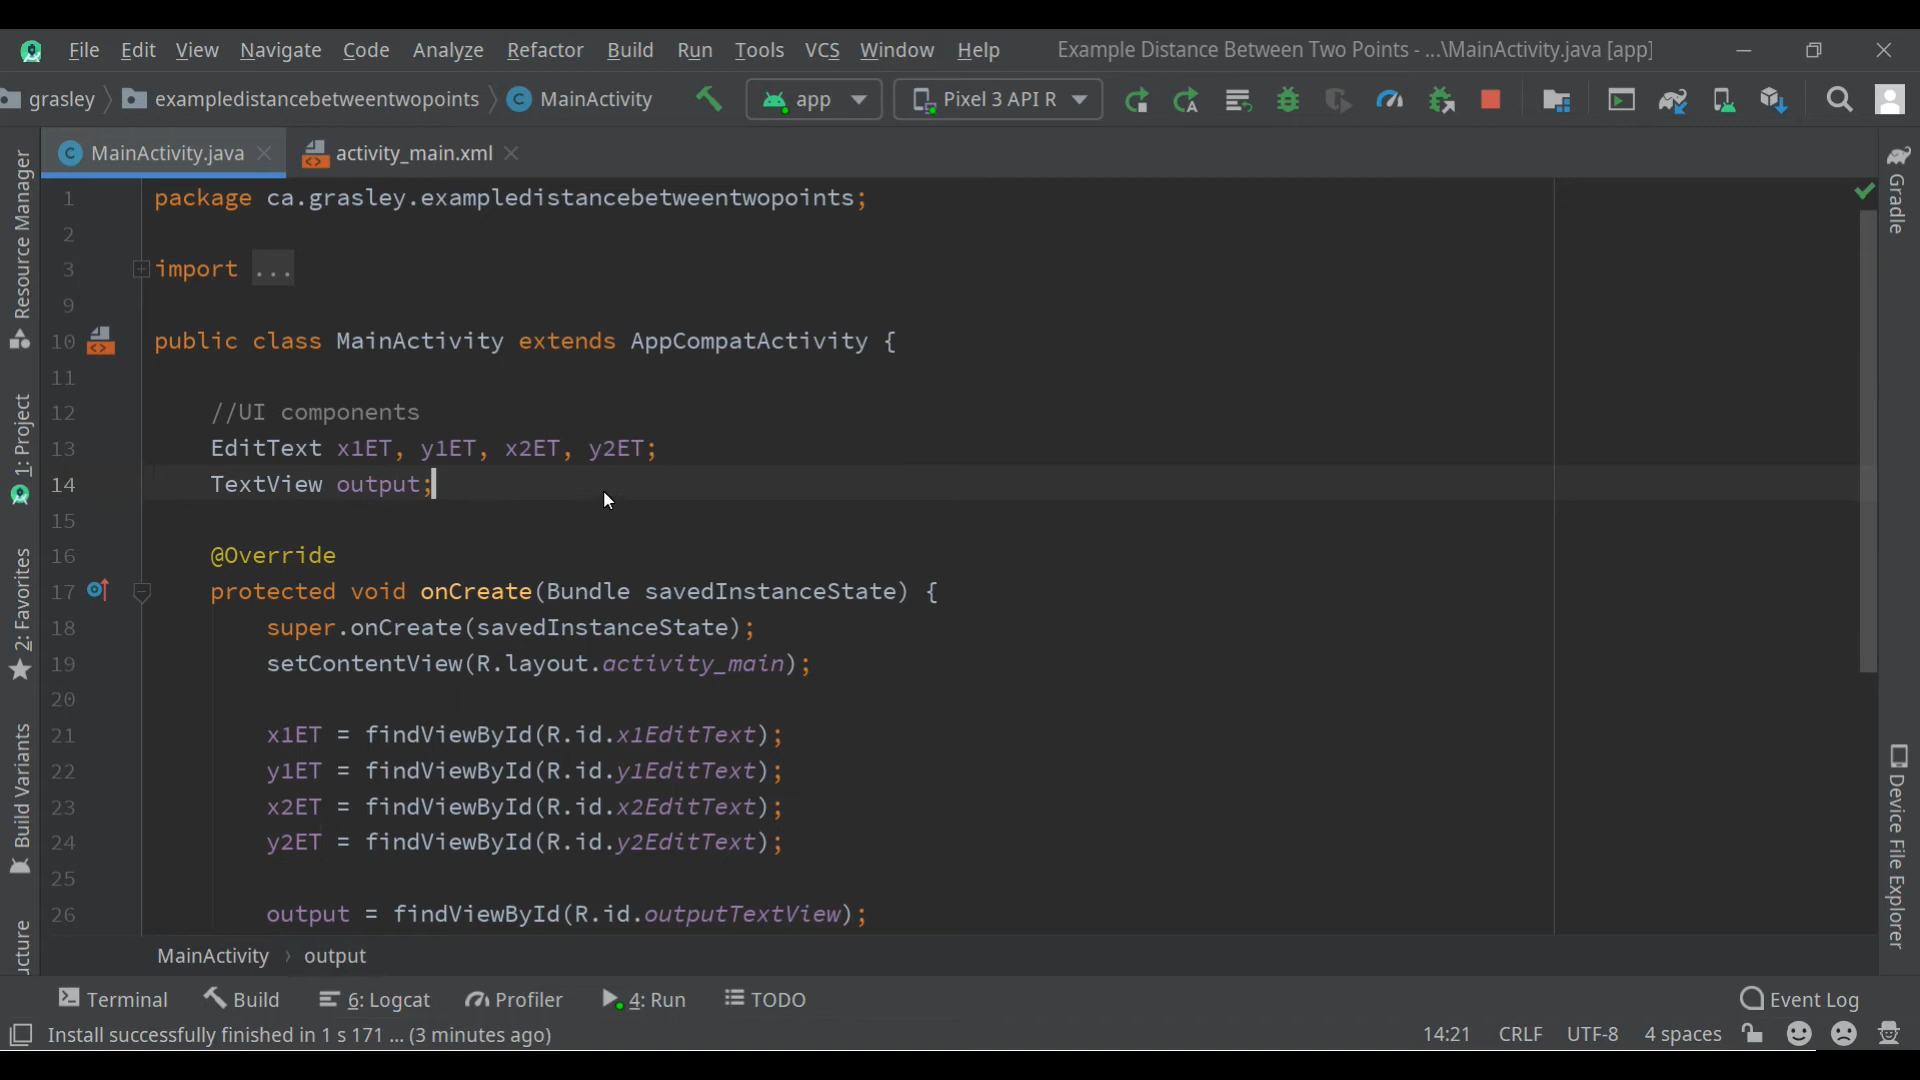 File Edit View Navigate Code Analyze Refactor Build Run Tools VCS Window Help Example Distance Between Two Points - ...\MainActivity.java [app]
grasley exampledistancebetweentwopoints MainActivity app Pixel 3 API R
MainActivity.java activity_main.xml
1 package ca.grasley.exampledistancebetweentwopoints;
2
3 import ...
9
10 public class MainActivity extends AppCompatActivity {
11
12 //UI components
13 EditText x1ET, y1ET, x2ET, y2ET;
14 TextView output;
15
16 @Override
17 protected void onCreate(Bundle savedInstanceState) {
18 super.onCreate(savedInstanceState);
19 setContentView(R.layout.activity_main);
20
21 x1ET = findViewById(R.id.x1EditText);
22 y1ET = findViewById(R.id.y1EditText);
23 x2ET = findViewById(R.id.x2EditText);
24 y2ET = findViewById(R.id.y2EditText);
25
26 output = findViewById(R.id.outputTextView);
Resource Manager
1: Project
2: Favorites
Build Variants
ucture
Gradle
Device File Explorer
MainActivity › output
Terminal Build 6: Logcat Profiler 4: Run TODO Event Log
Install successfully finished in 1 s 171 ... (3 minutes ago) 14:21 CRLF UTF-8 4 spaces